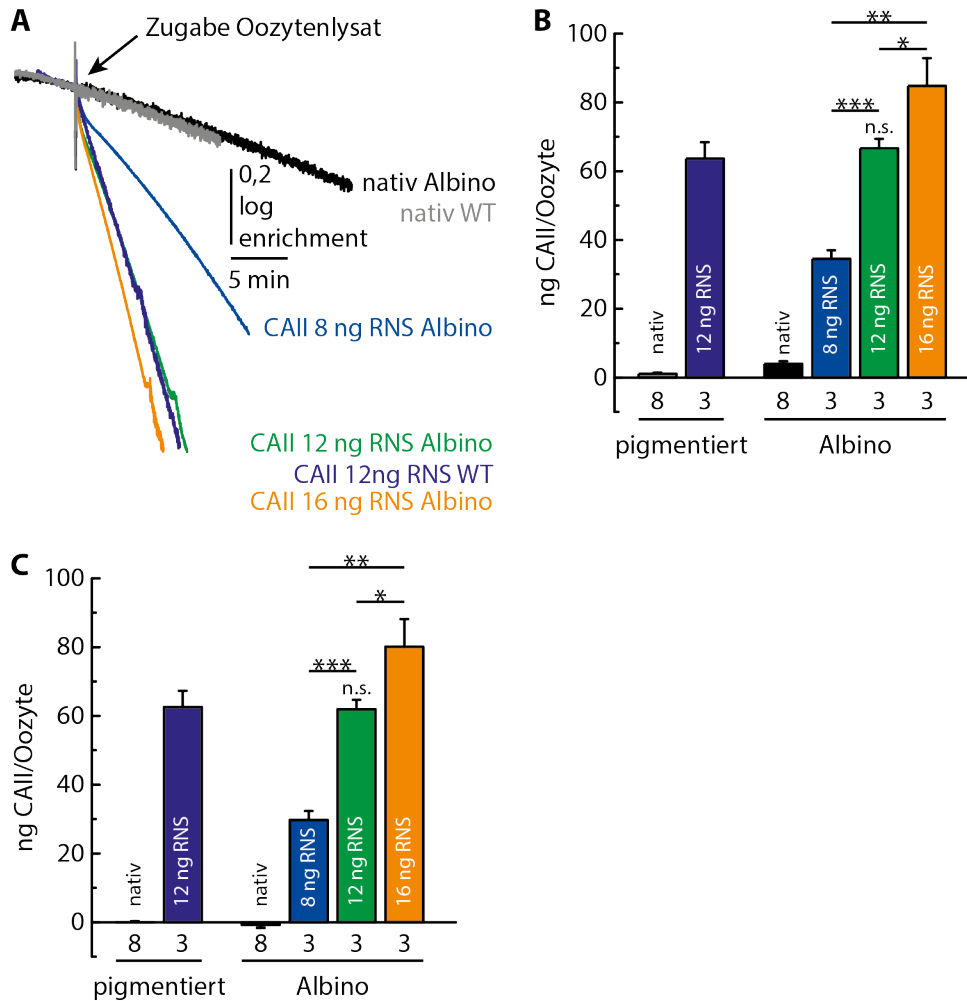 A
Zugabe Oozytenlysat
nativ Albino
nativ WT
0,2
log
enrichment
5 min
CAII 8 ng RNS Albino
CAII 12 ng RNS Albino
CAII 12ng RNS WT
CAII 16 ng RNS Albino
B
ng CAII/Oozyte
100
80
60
40
20
0
**
*
***
n.s.
nativ
12 ng RNS
nativ
8 ng RNS
12 ng RNS
16 ng RNS
8 3 8 3 3 3
pigmentiert Albino
C
ng CAII/Oozyte
100
80
60
40
20
0
**
*
***
n.s.
nativ
12 ng RNS
nativ
8 ng RNS
12 ng RNS
16 ng RNS
8 3 8 3 3 3
pigmentiert Albino